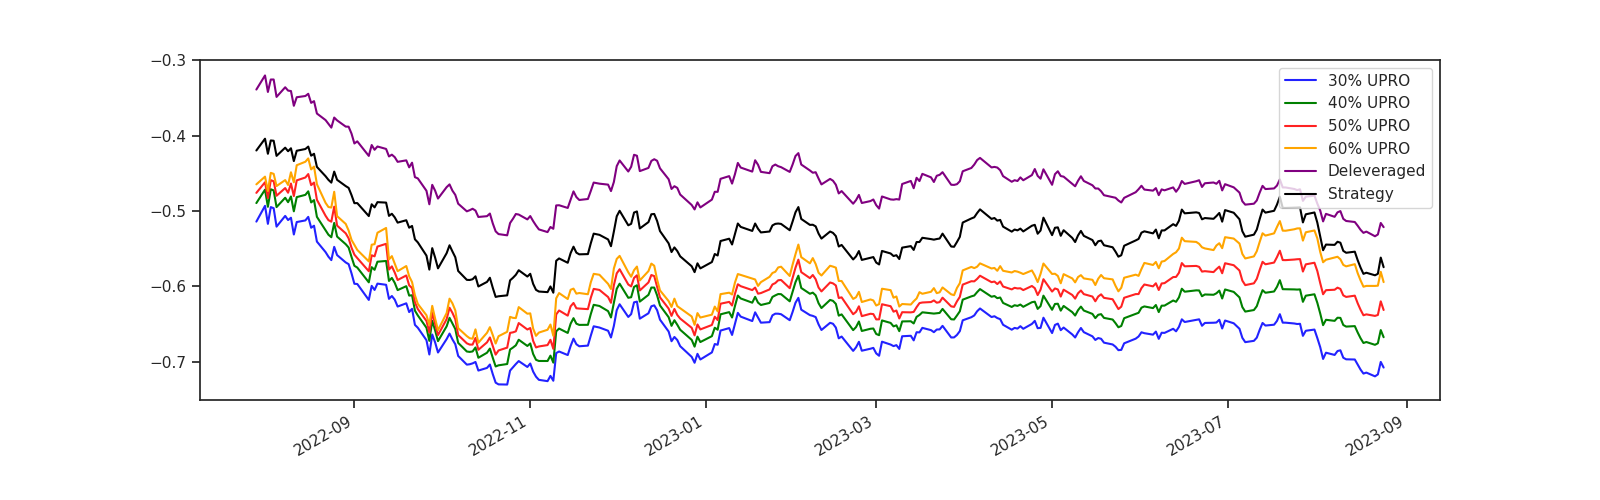 −0.3
−0.4
−0.5
−0.6
−0.7
2022-09
2022-11
2023-01
2023-03
2023-05
2023-07
2023-09
30% UPRO
40% UPRO
50% UPRO
60% UPRO
Deleveraged
Strategy